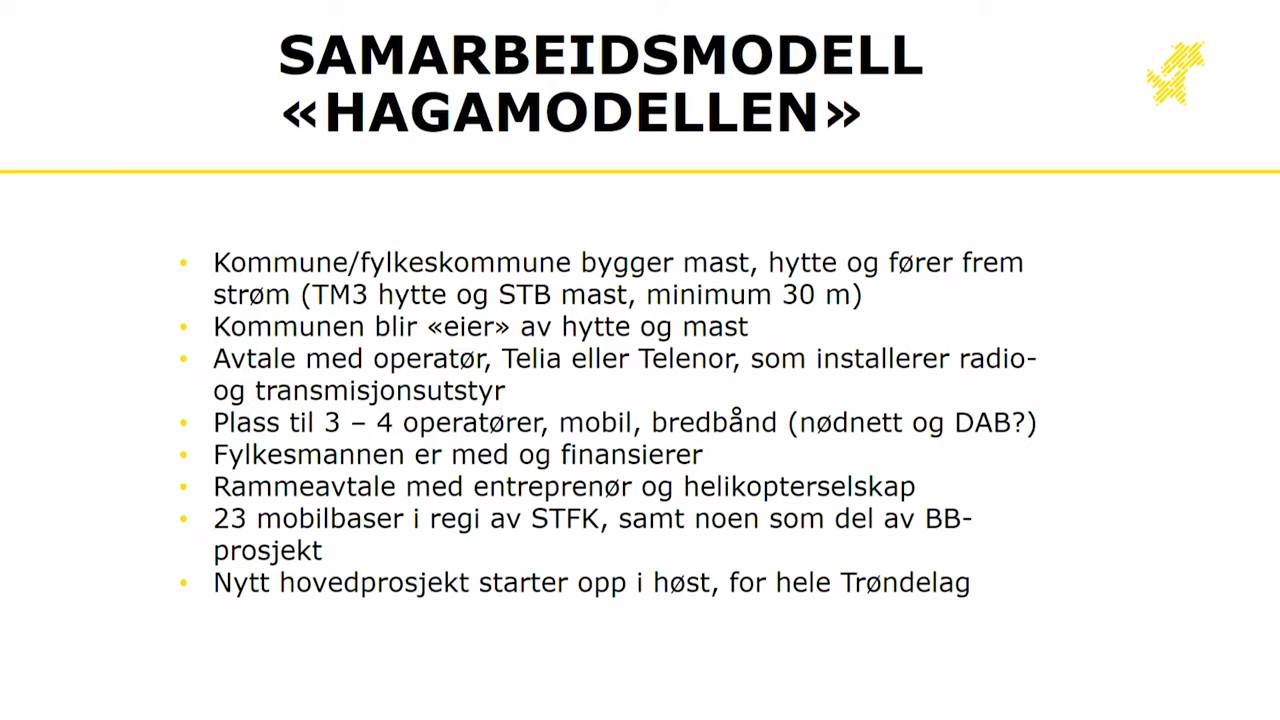 SAMARBEIDSMODELL
«HAGAMODELLEN»
• Kommune/fylkeskommune bygger mast, hytte og fører frem
strøm (TM3 hytte og STB mast, minimum 30 m)
• Kommunen blir «eier» av hytte og mast
• Avtale med operatør, Telia eller Telenor, som installerer radio-
og transmisjonsutstyr
• Plass til 3 – 4 operatører, mobil, bredbånd (nødnett og DAB?)
• Fylkesmannen er med og finansierer
• Rammeavtale med entreprenør og helikopterselskap
• 23 mobilbaser i regi av STFK, samt noen som del av BB-
prosjekt
• Nytt hovedprosjekt starter opp i høst, for hele Trøndelag